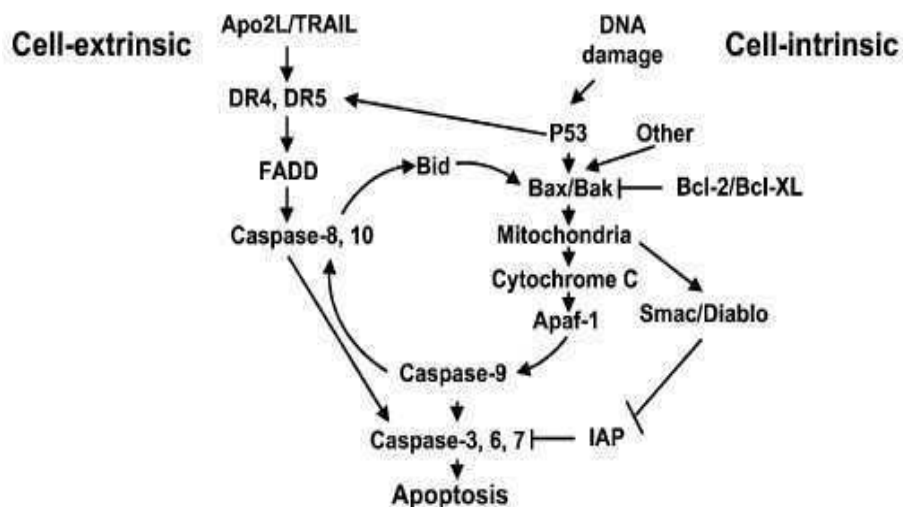 Apo2L/TRAIL
DNA
damage
Cell-extrinsic
Cell-intrinsic
DR4, DR5
P53
Other
FADD
Bid
Bax/Bak
Bcl-2/Bcl-XL
Caspase-8, 10
Mitochondria
Cytochrome C
Smac/Diablo
Apaf-1
Caspase-9
Caspase-3, 6, 7
IAP
Apoptosis